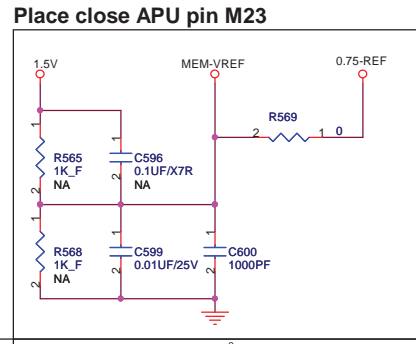 Place close APU pin M23
1.5V
MEM-VREF
0.75-REF
R569
2
1
0
1
R565
1K_F
NA
2
1
C596
0.1UF/X7R
NA
2
1
R568
1K_F
NA
2
1
C599
0.01UF/25V
2
1
C600
1000PF
2